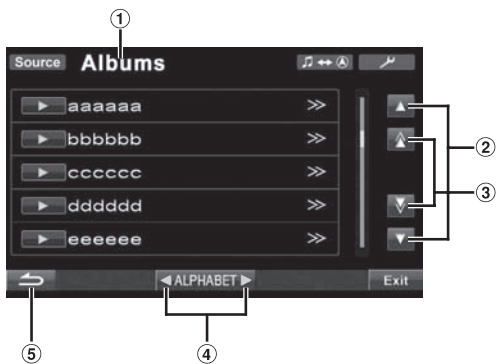 ①
Source Albums
aaaaaa
②
bbbbbb
cccccc
③
dddddd
eeeeee
ALPHABET Exit
⑤ ④